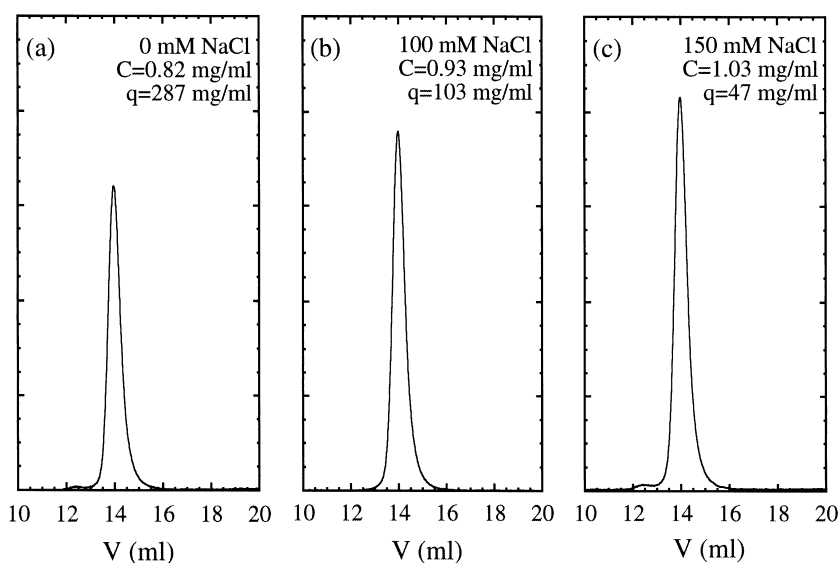 (a)
0 mM NaCl
C=0.82 mg/ml
q=287 mg/ml
10 12 14 16 18 20
V (ml)
(b)
100 mM NaCl
C=0.93 mg/ml
q=103 mg/ml
10 12 14 16 18 20
V (ml)
(c)
150 mM NaCl
C=1.03 mg/ml
q=47 mg/ml
10 12 14 16 18 20
V (ml)